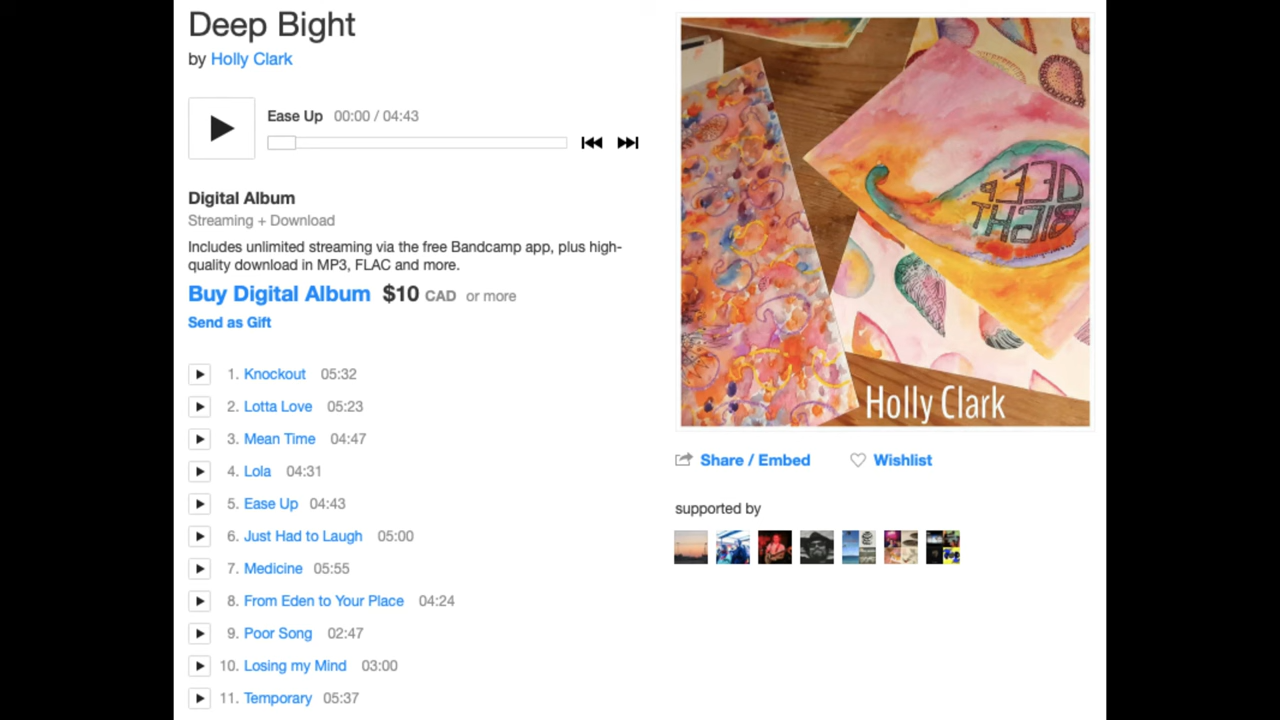 Deep Bight
by Holly Clark
Ease Up 00:00 / 04:43
Digital Album
Streaming + Download
Includes unlimited streaming via the free Bandcamp app, plus high-
quality download in MP3, FLAC and more.
Buy Digital Album $10 CAD or more
Send as Gift
1. Knockout 05:32
2. Lotta Love 05:23
3. Mean Time 04:47
4. Lola 04:31
5. Ease Up 04:43
6. Just Had to Laugh 05:00
7. Medicine 05:55
8. From Eden to Your Place 04:24
9. Poor Song 02:47
10. Losing my Mind 03:00
11. Temporary 05:37
DEEP
BIGHT
Holly Clark
Share / Embed
Wishlist
supported by